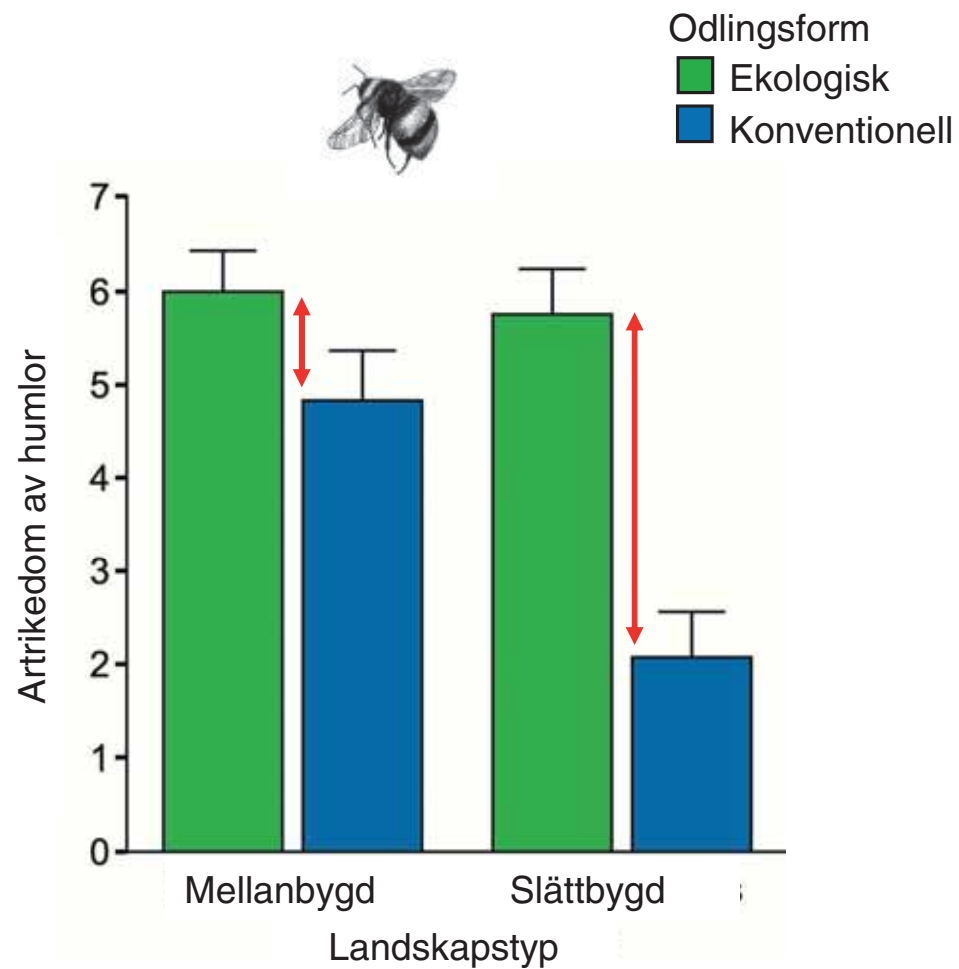 Odlingsform
Ekologisk
Konventionell
7
6
5
4
3
2
1
0
Artrikedom av humlor
Mellanbygd
Slättbygd
Landskapstyp